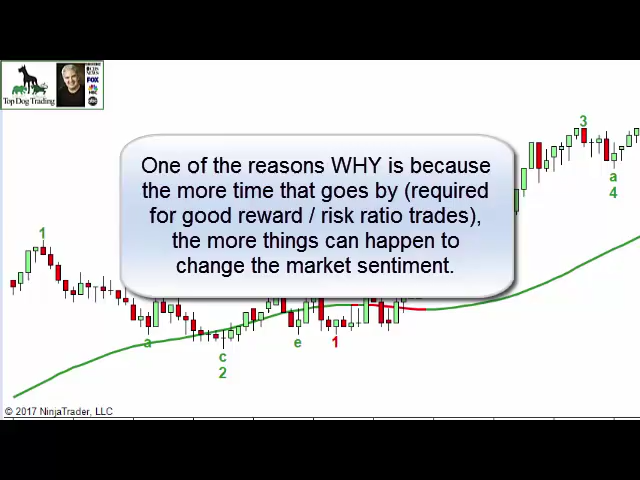 CBS
NEWS
FOX
NBC
abc
Top Dog Trading
One of the reasons WHY is because
the more time that goes by (required
for good reward / risk ratio trades),
the more things can happen to
change the market sentiment.
3
a
4
1
a
c
2
e
1
© 2017 NinjaTrader, LLC